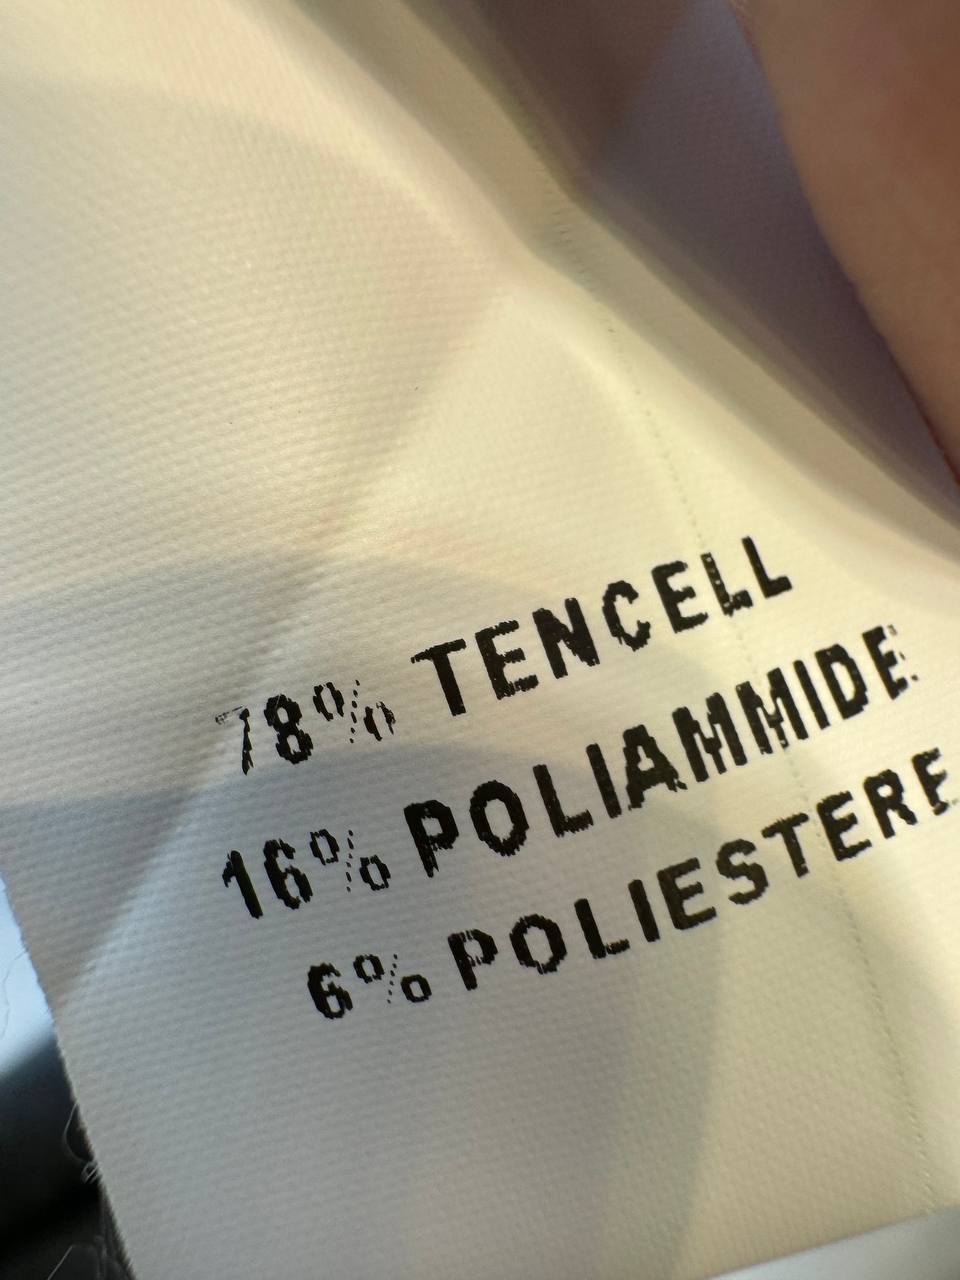 78% TENCELL
16% POLIAMMIDE
6% POLIESTERE